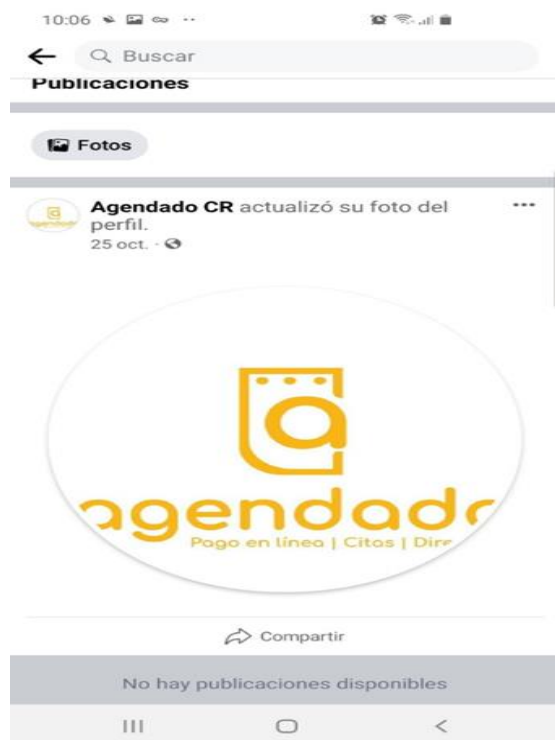 10:06
Buscar
Publicaciones
Fotos
Agendado CR actualizó su foto del
perfil.
25 oct. ·
agendado
Pago en línea | Citas | Dire
Compartir
No hay publicaciones disponibles